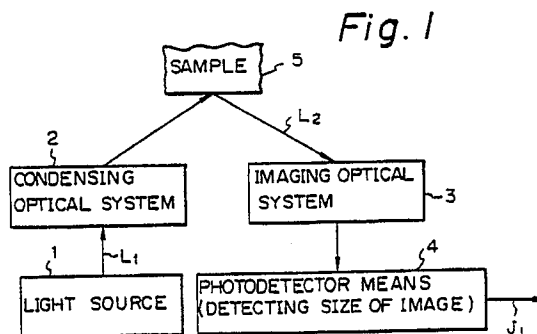 Fig. 1
SAMPLE
5
L2
2
CONDENSING
OPTICAL SYSTEM
IMAGING OPTICAL
SYSTEM
3
1
L1
LIGHT SOURCE
4
PHOTODETECTOR MEANS
(DETECTING SIZE OF IMAGE)
J1